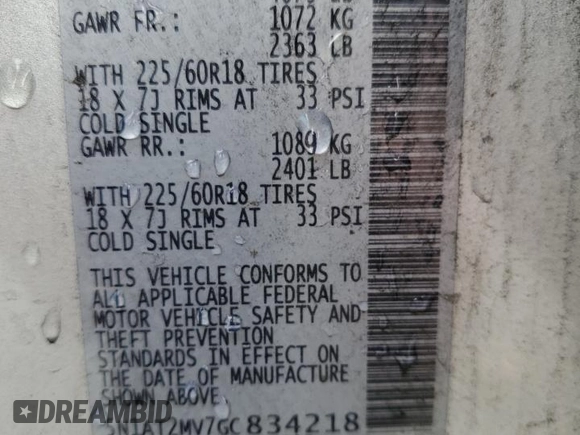 GAWR FR.: 1072 KG
2363 LB
WITH 225/60R18 TIRES
18 X 7J RIMS AT 33 PSI
COLD SINGLE
GAWR RR.: 1089 KG
2401 LB
WITH 225/60R18 TIRES
18 X 7J RIMS AT 33 PSI
COLD SINGLE
THIS VEHICLE CONFORMS TO
ALL APPLICABLE FEDERAL
MOTOR VEHICLE SAFETY AND
THEFT PREVENTION
STANDARDS IN EFFECT ON
THE DATE OF MANUFACTURE
SHOWN ABOVE.
5N1AT2MV7GC834218
DREAMBID